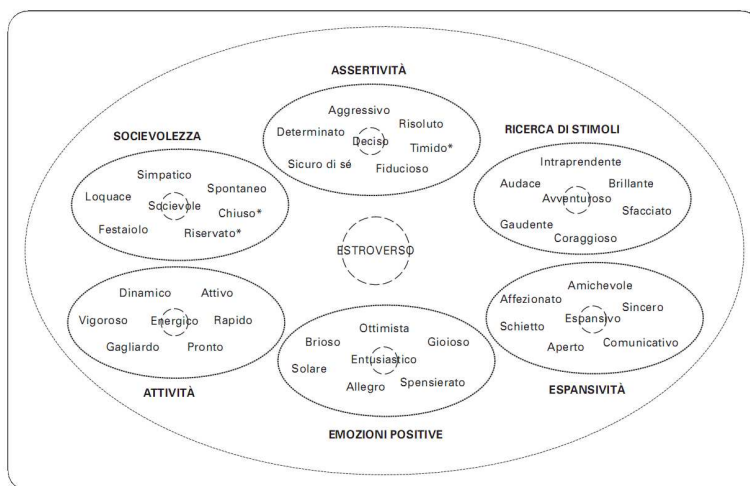 ASSERTIVITÀ
Aggressivo
Risoluto
Determinato
Deciso
Timido*
Sicuro di sé
Fiducioso
SOCIEVOLEZZA
Simpatico
Spontaneo
Loquace
Socievole
Chiuso*
Festaiolo
Riservato*
RICERCA DI STIMOLI
Intraprendente
Audace
Brillante
Avventuroso
Sfacciato
Gaudente
Coraggioso
ESTROVERSO
Dinamico
Attivo
Vigoroso
Energico
Rapido
Gagliardo
Pronto
ATTIVITÀ
Ottimista
Brioso
Gioioso
Solare
Entusiastico
Allegro
Spensierato
EMOZIONI POSITIVE
Amichevole
Affezionato
Sincero
Schietto
Espansivo
Aperto
Comunicativo
ESPANSIVITÀ